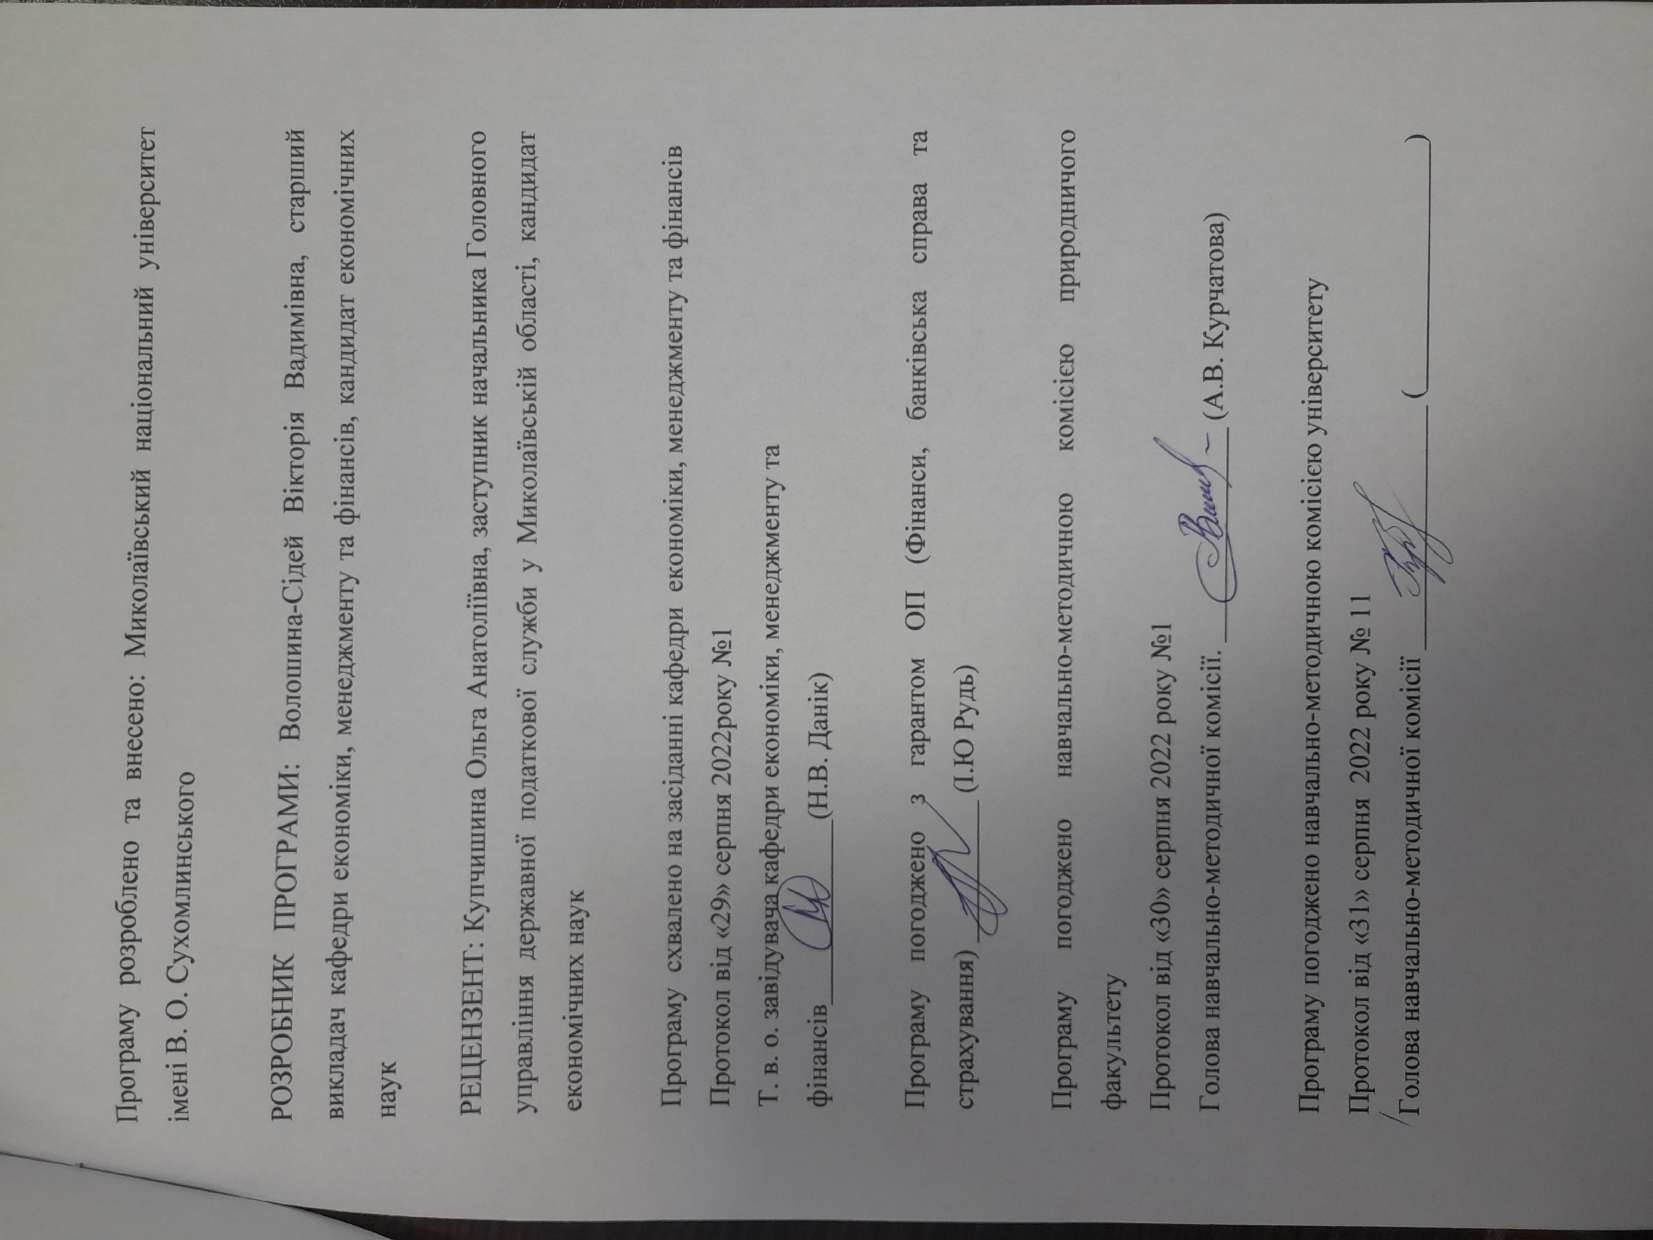 Програму розроблено та внесено: Миколаївський національний університет
імені В. О. Сухомлинського
РОЗРОБНИК ПРОГРАМИ: Волошина-Сідей Вікторія Вадимівна, старший
викладач кафедри економіки, менеджменту та фінансів, кандидат економічних
наук
РЕЦЕНЗЕНТ: Купчишина Ольга Анатоліївна, заступник начальника Головного
управління державної податкової служби у Миколаївській області, кандидат
економічних наук
Програму схвалено на засіданні кафедри економіки, менеджменту та фінансів
Протокол від «29» серпня 2022року №1
Т. в. о. завідувача кафедри економіки, менеджменту та
фінансів (Н.В. Данік)
Програму погоджено з гарантом ОП (Фінанси, банківська справа та
страхування) (І.Ю Рудь)
Програму погоджено навчально-методичною комісією природничого
факультету
Протокол від «30» серпня 2022 року №1
Голова навчально-методичної комісії. (А.В. Курчатова)
Програму погоджено навчально-методичною комісією університету
Протокол від «31» серпня 2022 року № 11
Голова навчально-методичної комісії ( )